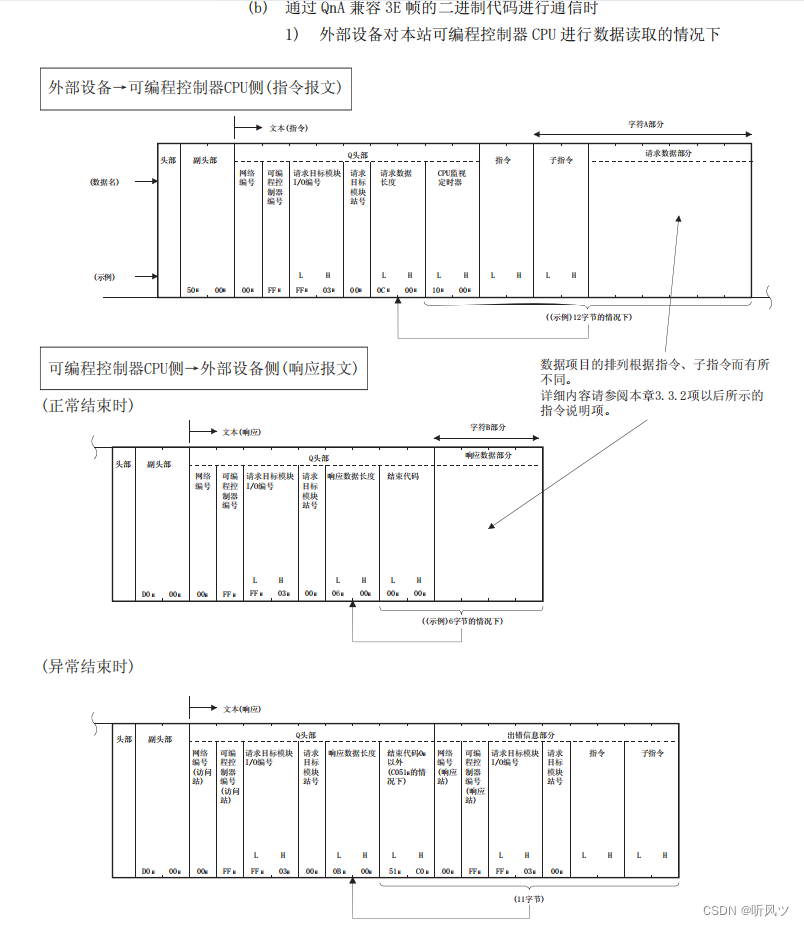 (b) 通过 QnA 兼容 3E 帧的二进制代码进行通信时
1) 外部设备对本站可编程控制器 CPU 进行数据读取的情况下
外部设备→可编程控制器CPU侧(指令报文)
文本(指令)
字符A部分
头部
副头部
Q头部
指令
子指令
请求数据部分
(数据名)
网络
编号
可编
程控
制器
编号
请求目标模块
I/O编号
请求
目标
模块
站号
请求数据
长度
CPU监视
定时器
(示例)
L H L H L H L H L H
50H 00H 00H FFH FFH 03H 00H 0CH 00H 10H 00H
((示例)12字节的情况下)
数据项目的排列根据指令、子指令而有所
不同。
详细内容请参阅本章3.3.2项以后所示的
指令说明项。
可编程控制器CPU侧→外部设备侧(响应报文)
(正常结束时)
文本(响应)
字符B部分
头部
副头部
Q头部
响应数据部分
网络
编号
可编
程控
制器
编号
请求目标模块
I/O编号
请求
目标
模块
站号
响应数据长度
结束代码
L H L H L H
D0H 00H 00H FFH FFH 03H 00H 06H 00H 00H 00H
((示例)6字节的情况下)
(异常结束时)
文本(响应)
头部
副头部
Q头部
出错信息部分
网络
编号
(访问
站)
可编
程控
制器
编号
(访问
站)
请求目标模块
I/O编号
请求
目标
模块
站号
响应数据长度
结束代码0H
以外
(C051H的情
况下)
网络
编号
(响应
站)
可编
程控
制器
编号
(响应
站)
请求目标模块
I/O编号
请求
目标
模块
站号
指令
子指令
L H L H L H L H L H L H
D0H 00H 00H FFH FFH 03H 00H 0BH 00H 51H C0H 00H FFH FFH 03H 00H
(11字节)
CSDN @听风ツ